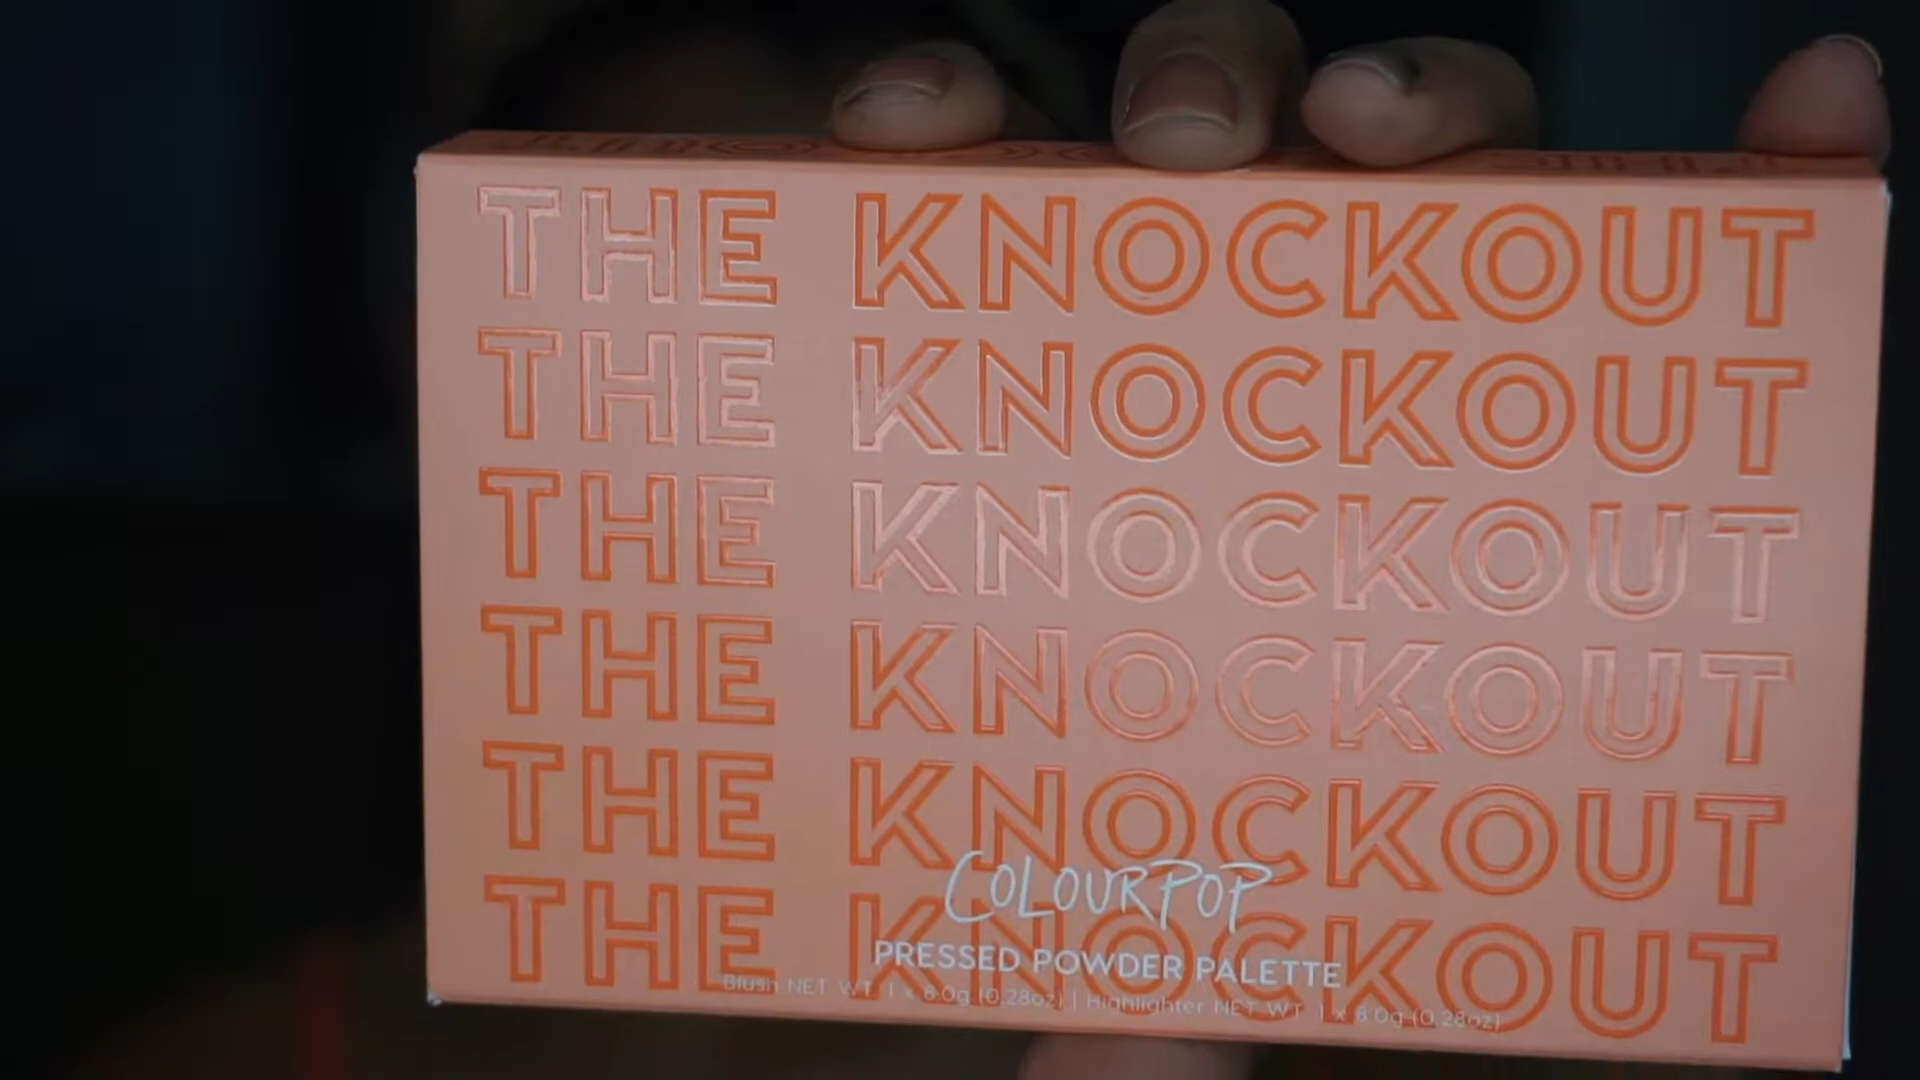 THE KNOCKOUT
THE KNOCKOUT
THE KNOCKOUT
THE KNOCKOUT
THE KNOCKOUT
COLOURPOP
THE KNOCKOUT
PRESSED POWDER PALETTE
Blush NET WT. 1 x 8.0g (0.28oz) | Highlighter NET WT. 1 x 8.0g (0.28oz)